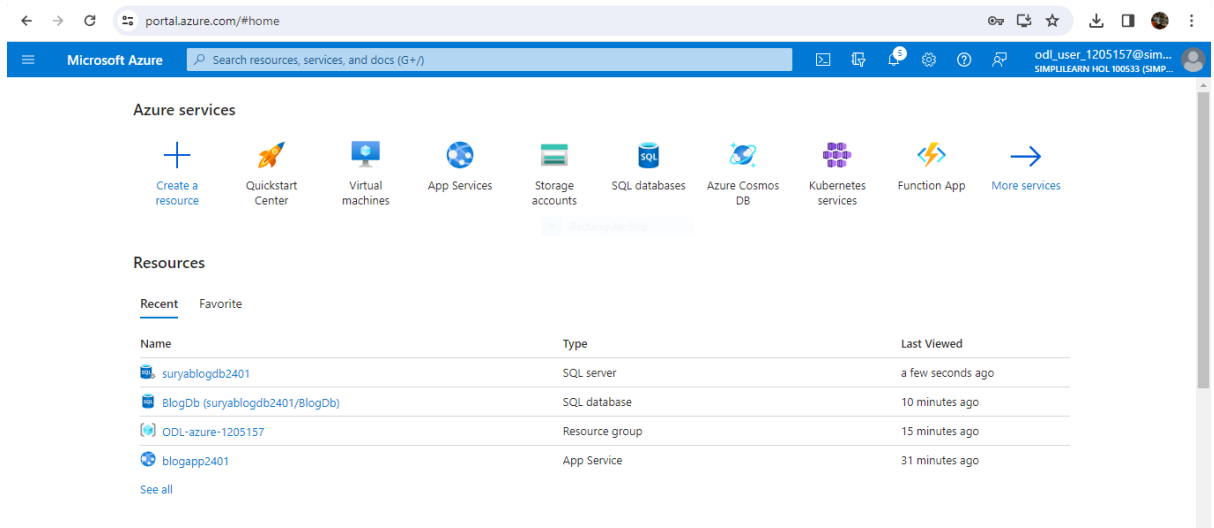 portal.azure.com/#home
Microsoft Azure
Search resources, services, and docs (G+/)
5
odl_user_1205157@sim...
SIMPLILEARN HOL 100533 (SIMP...
Azure services
Create a resource
Quickstart Center
Virtual machines
App Services
Storage accounts
SQL
SQL databases
Azure Cosmos DB
Kubernetes services
Function App
More services
Rectangular Snip
Resources
Recent Favorite
Name Type Last Viewed
suryablogdb2401 SQL server a few seconds ago
BlogDb (suryablogdb2401/BlogDb) SQL database 10 minutes ago
ODL-azure-1205157 Resource group 15 minutes ago
blogapp2401 App Service 31 minutes ago
See all